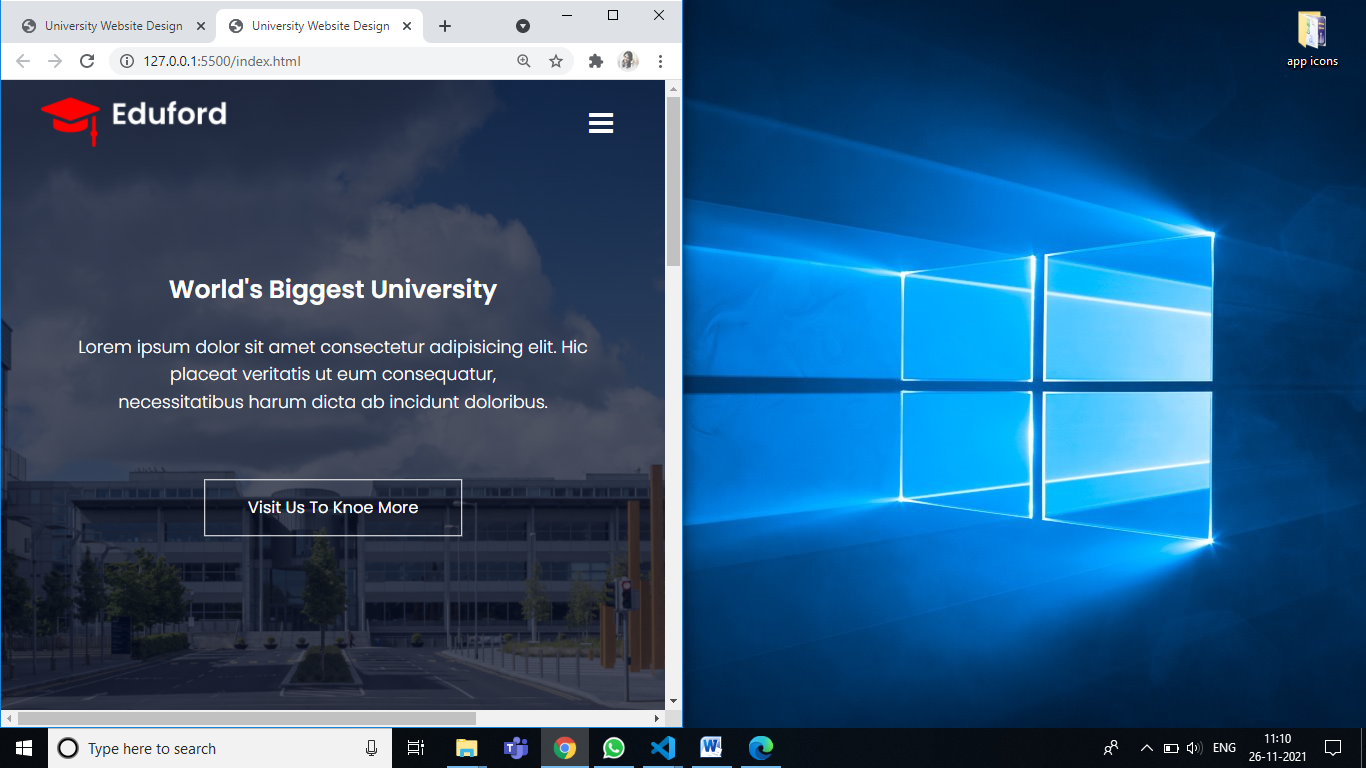 University Website Design
University Website Design
127.0.0.1:5500/index.html
app icons
Eduford
World's Biggest University
Lorem ipsum dolor sit amet consectetur adipisicing elit. Hic
placeat veritatis ut eum consequatur,
necessitatibus harum dicta ab incidunt doloribus.
Visit Us To Knoe More
Type here to search
ENG
11:10
26-11-2021